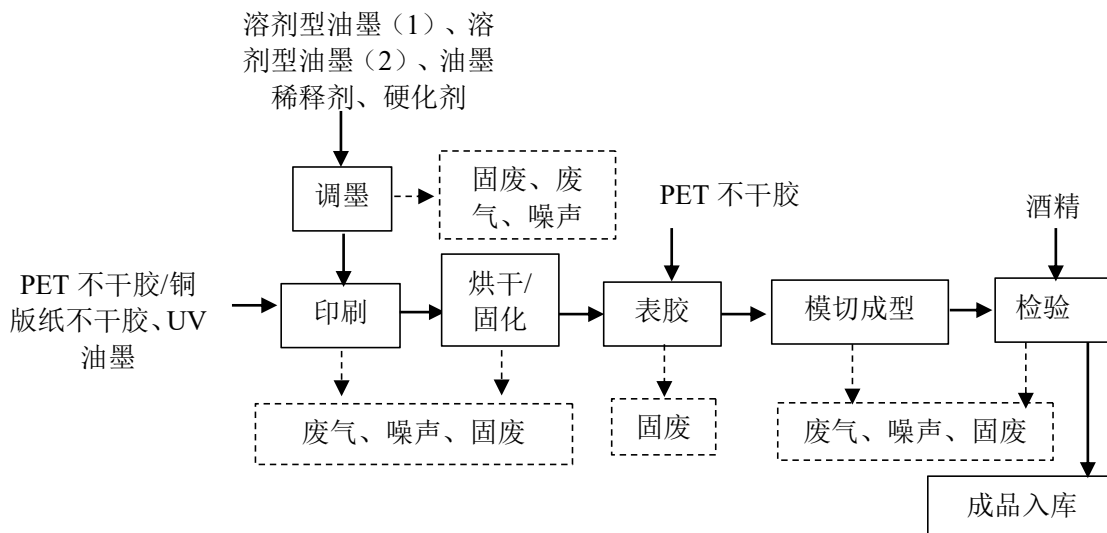 溶剂型油墨（1）、溶
剂型油墨（2）、油墨
稀释剂、硬化剂
调墨
固废、废
气、噪声
PET 不干胶
酒精
PET 不干胶/铜
版纸不干胶、UV
油墨
印刷
烘干/
固化
表胶
模切成型
检验
废气、噪声、固废
固废
废气、噪声、固废
成品入库